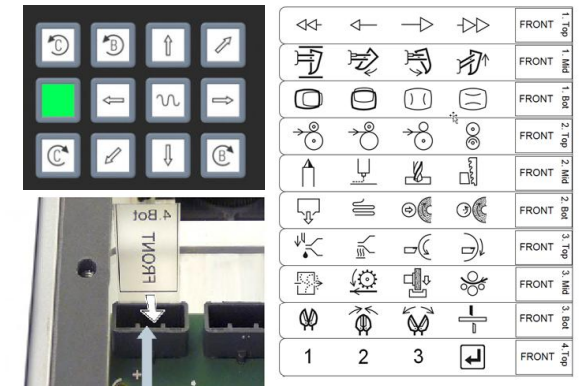 C B
C B
4.Bot
FRONT
FRONT 1. Top
FRONT 1. Mid
FRONT 1. Bot
FRONT 2. Top
FRONT 2. Mid
FRONT 2. Bot
FRONT 3. Top
FRONT 3. Mid
FRONT 3. Bot
1 2 3 FRONT 4.Top